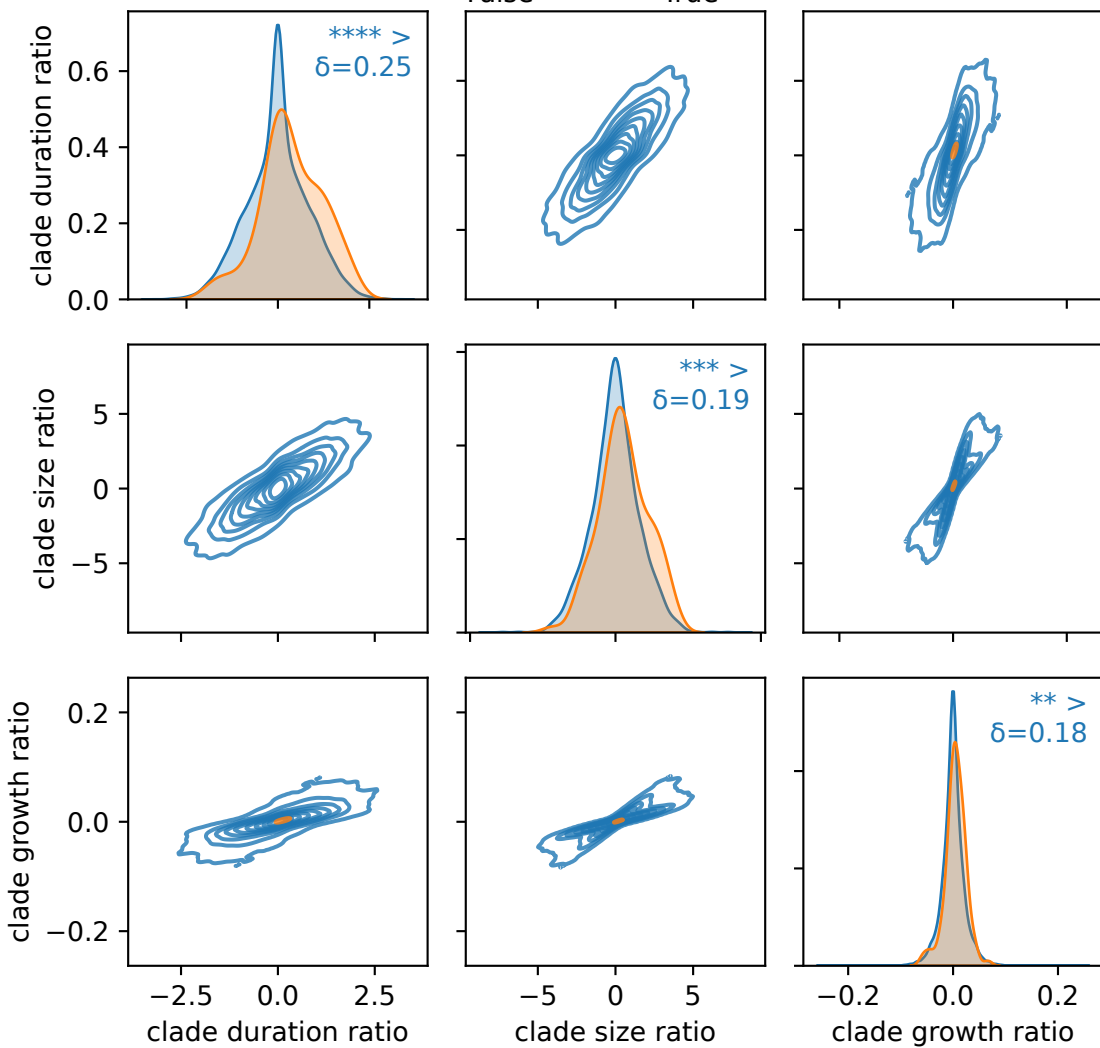 clade duration ratio
0.6
0.4
0.2
0.0
**** >
δ=0.25
clade size ratio
5
0
−5
*** >
δ=0.19
clade growth ratio
0.2
0.0
−0.2
** >
δ=0.18
−2.5 0.0 2.5
−5 0 5
−0.2 0.0 0.2
clade duration ratio
clade size ratio
clade growth ratio